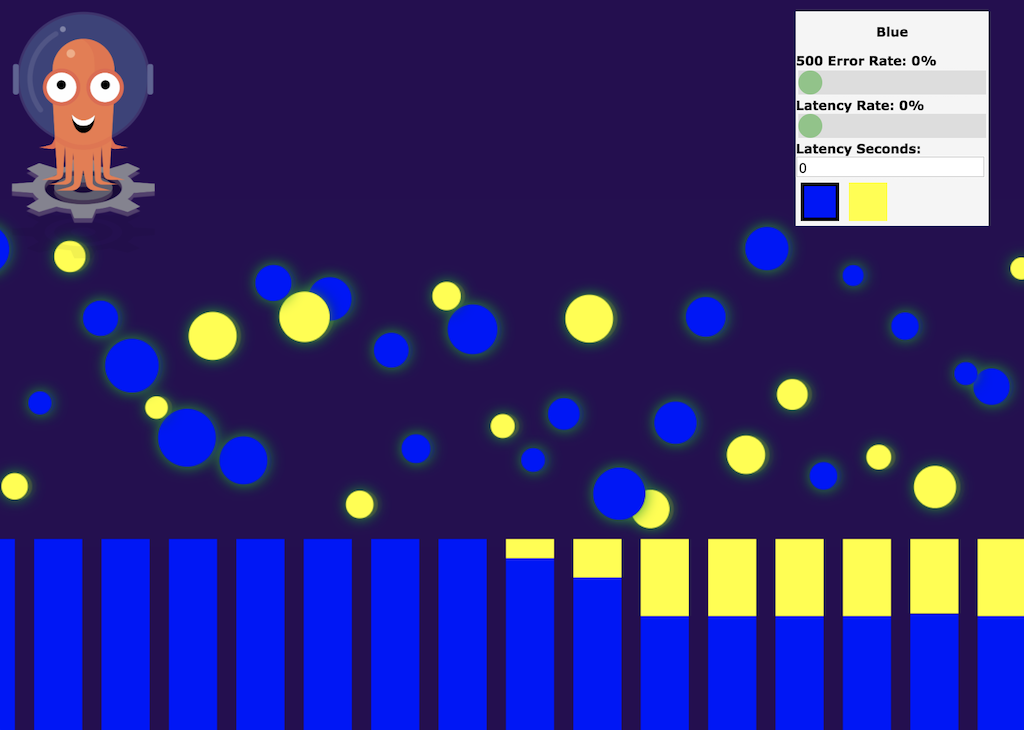 Blue
500 Error Rate: 0%
Latency Rate: 0%
Latency Seconds:
0